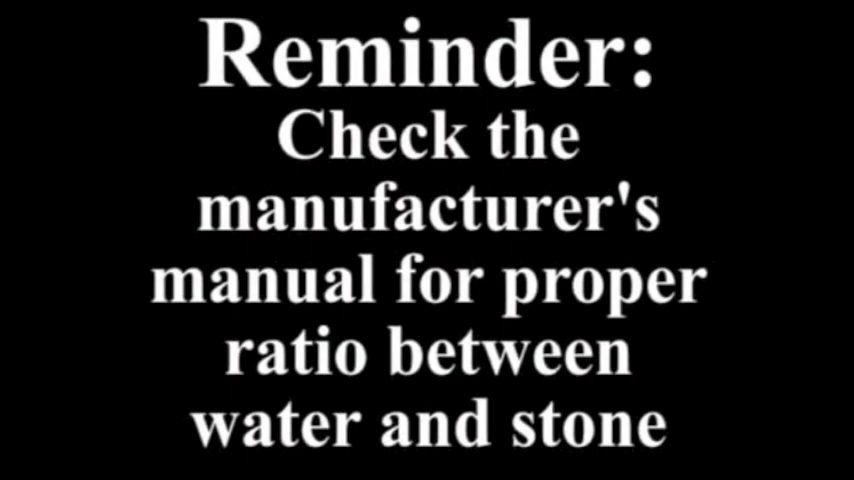 Reminder:
Check the
manufacturer's
manual for proper
ratio between
water and stone